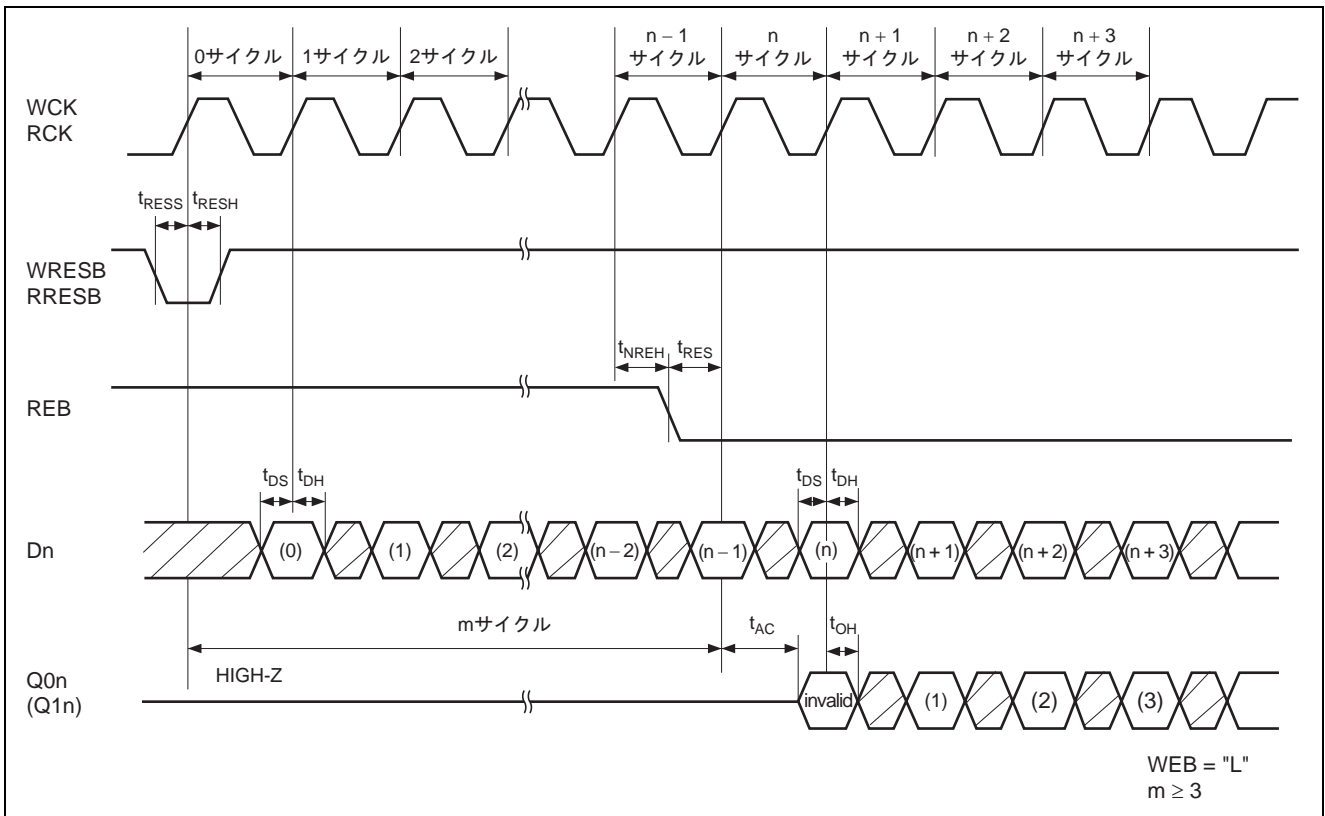 0サイクル 1サイクル 2サイクル n – 1 サイクル n サイクル n + 1 サイクル n + 2 サイクル n + 3 サイクル
WCK
RCK
tRESS tRESH
WRESB
RRESB
tNREH tRES
REB
tDS tDH tDS tDH
Dn (0) (1) (2) (n – 2) (n – 1) (n) (n + 1) (n + 2) (n + 3)
mサイクル tAC tOH
HIGH-Z
Q0n
(Q1n)
invalid (1) (2) (3)
WEB = "L"
m ≥ 3